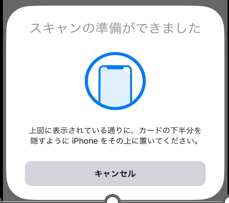 スキャンの準備ができました
上図に表示されている通りに、カードの下半分を
隠すように iPhone をその上に置いてください。
キャンセル